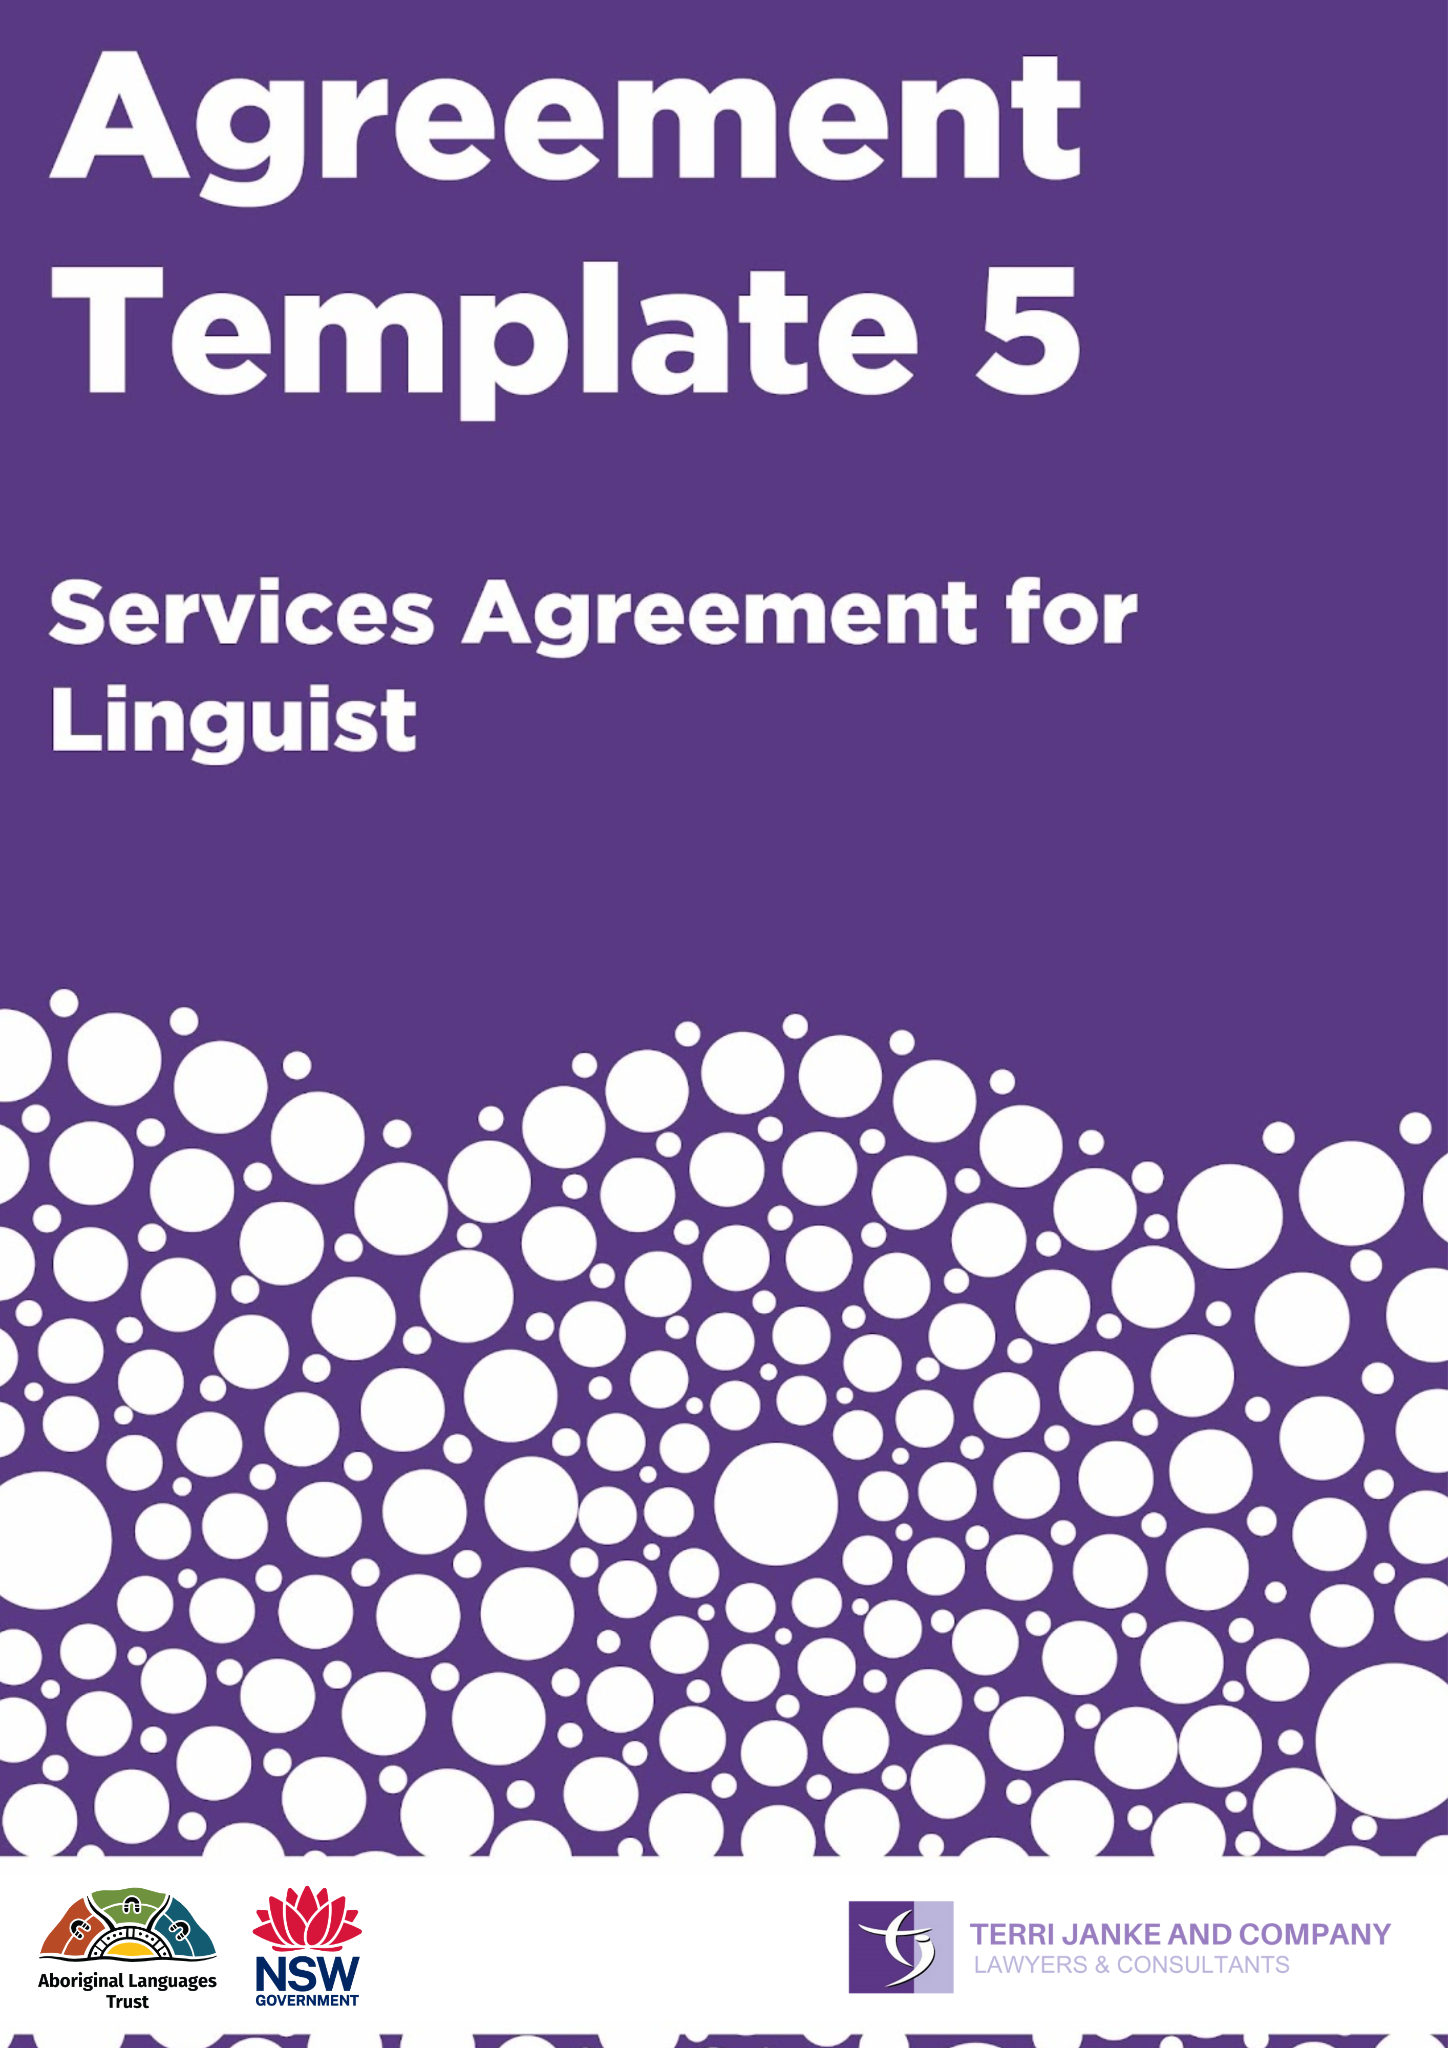 Agreement
Template 5
Services Agreement for
Linguist
Aboriginal Languages
Trust
NSW
GOVERNMENT
TERRI JANKE AND COMPANY
LAWYERS & CONSULTANTS